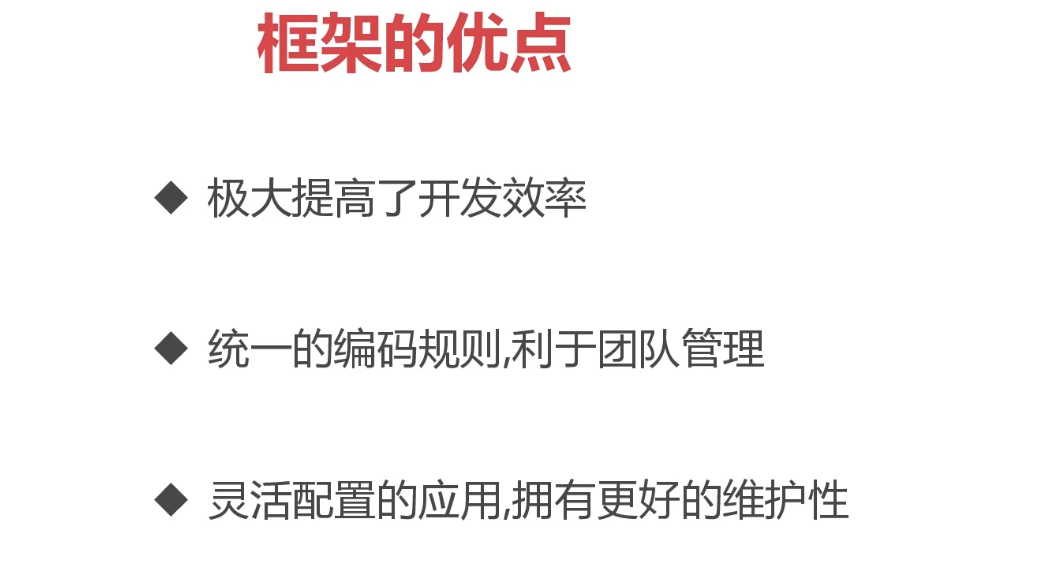 框架的优点
◆ 极大提高了开发效率
◆ 统一的编码规则,利于团队管理
◆ 灵活配置的应用,拥有更好的维护性